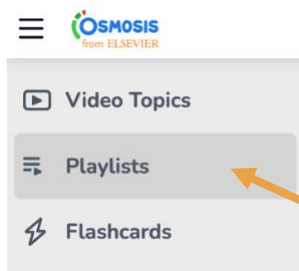 OSMOSIS
from ELSEVIER
Video Topics
Playlists
Flashcards